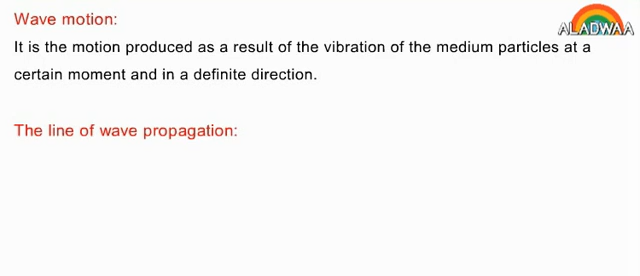 Wave motion:
ALADWAA
It is the motion produced as a result of the vibration of the medium particles at a
certain moment and in a definite direction.
The line of wave propagation: